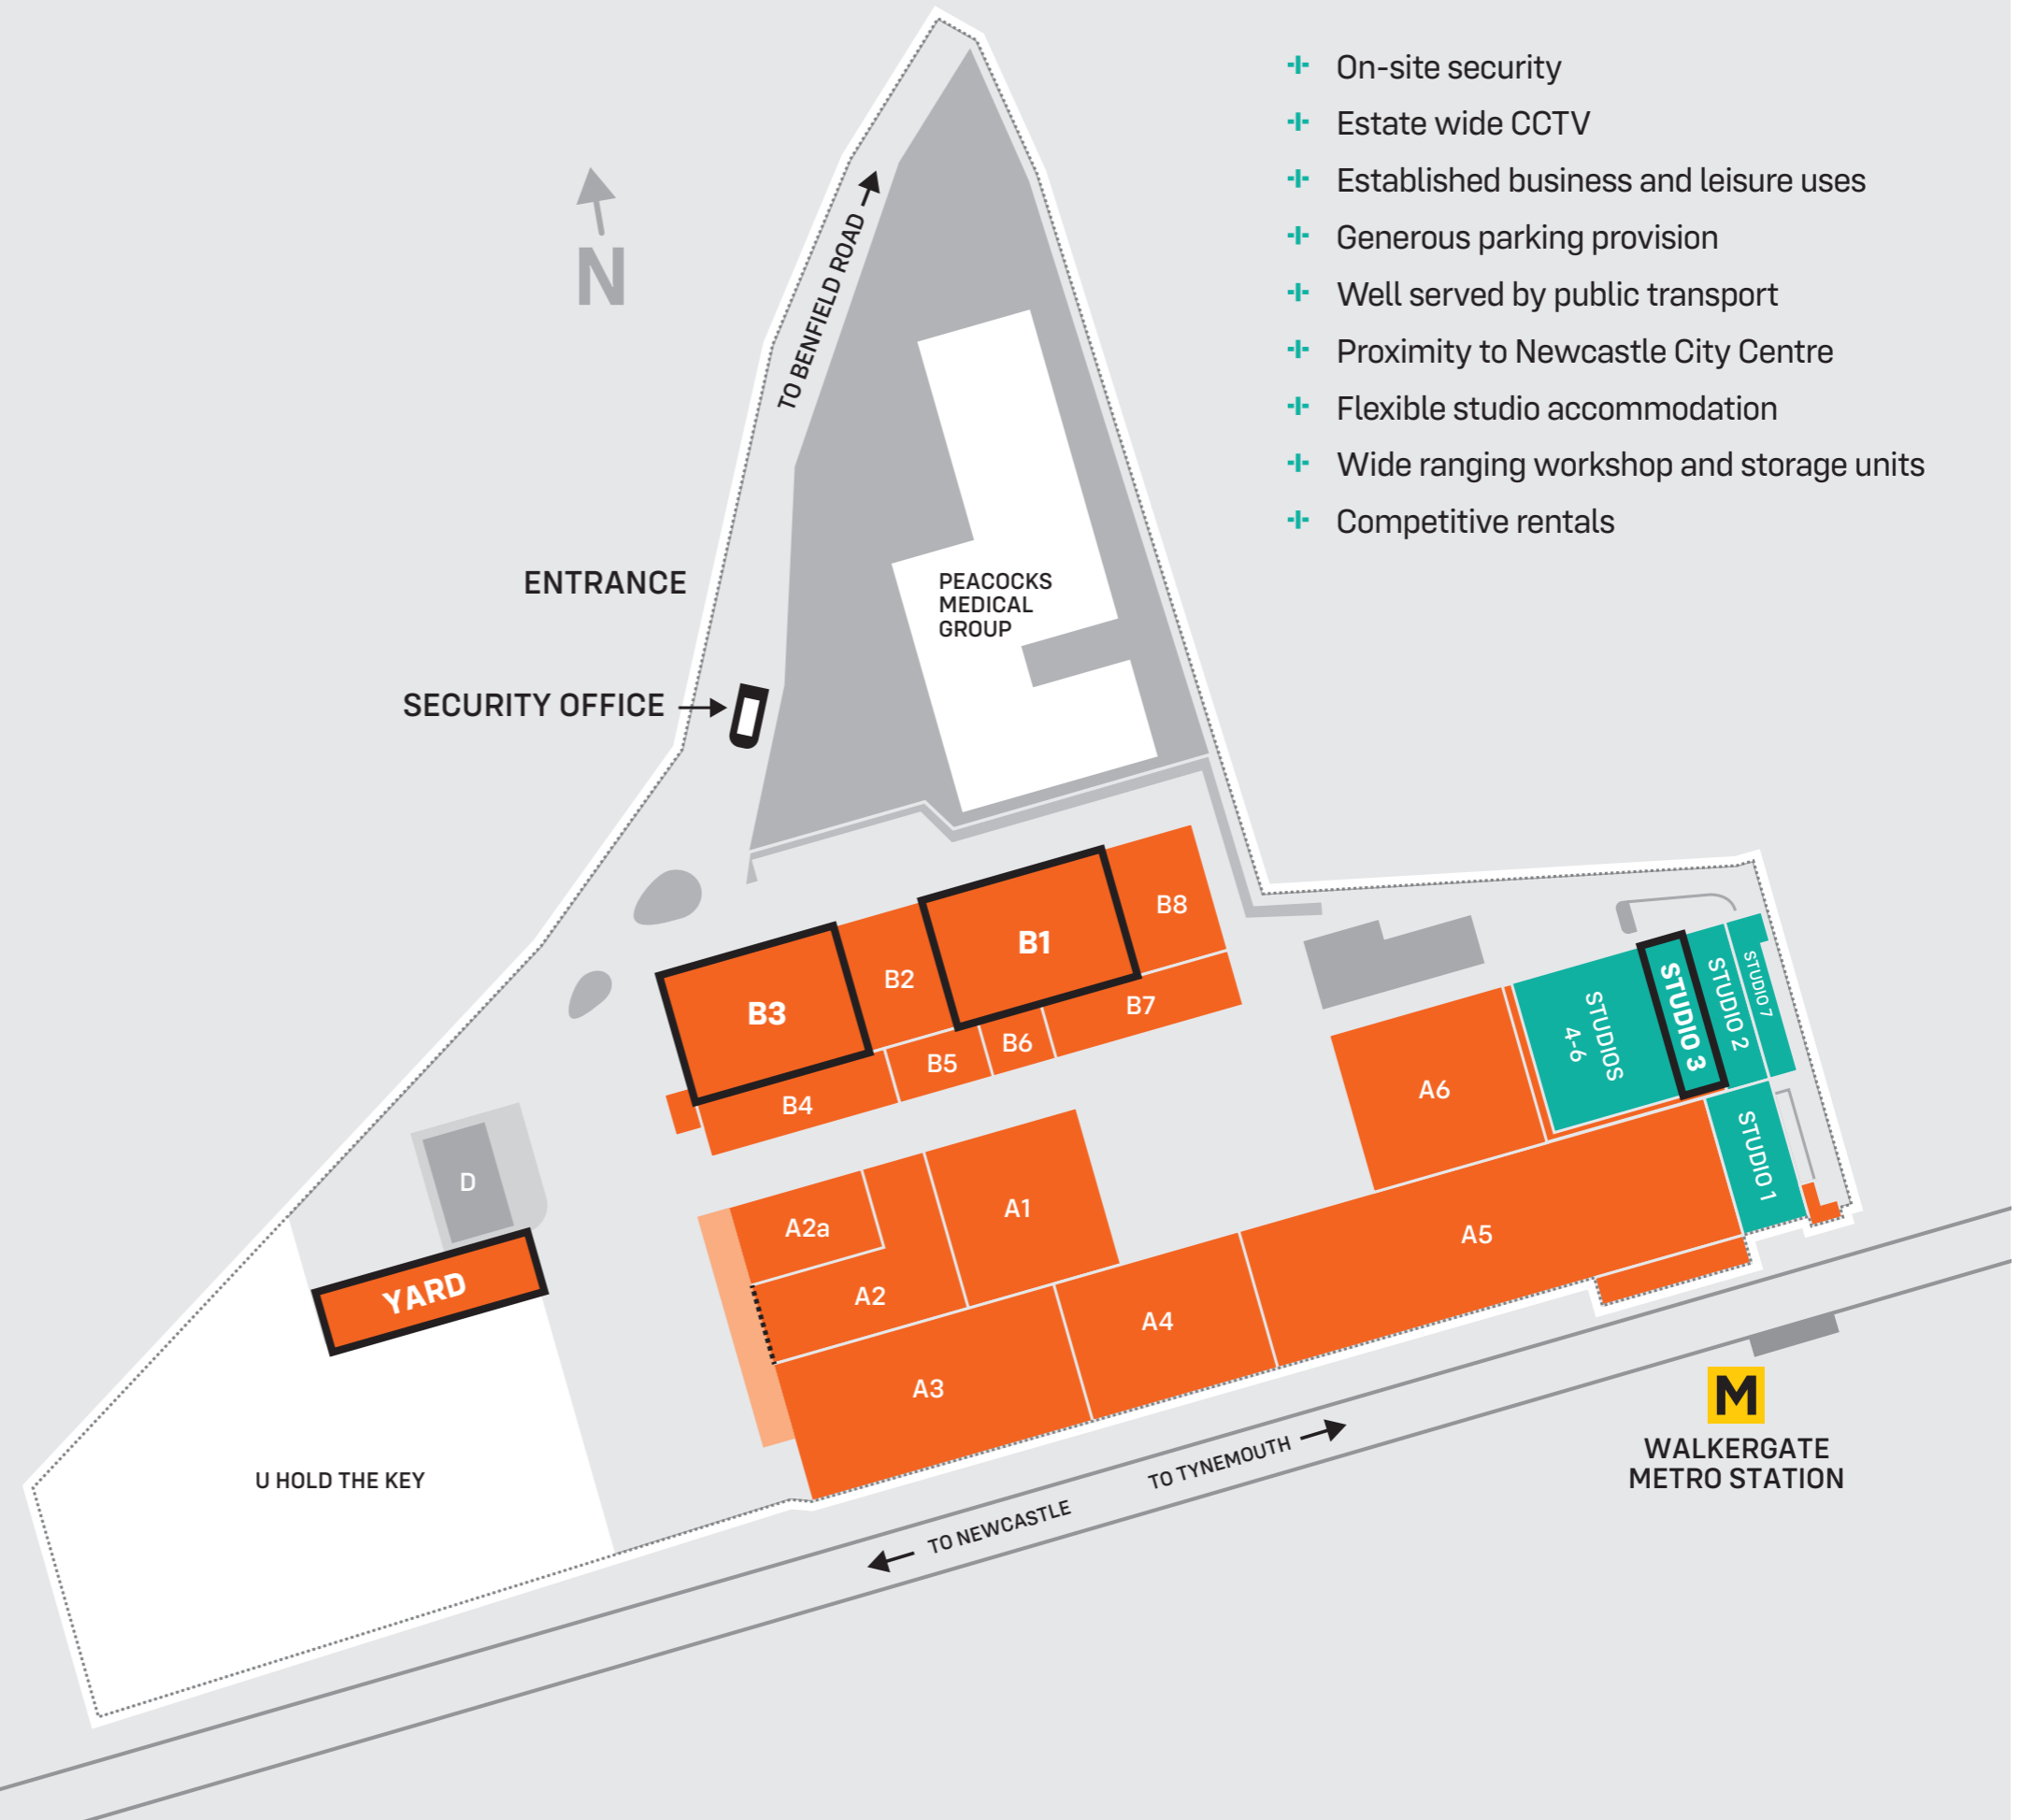 On-site security
Estate wide CCTV
Established business and leisure uses
Generous parking provision
Well served by public transport
Proximity to Newcastle City Centre
Flexible studio accommodation
Wide ranging workshop and storage units
Competitive rentals
N
TO BENFIELD ROAD
ENTRANCE
PEACOCKS
MEDICAL
GROUP
SECURITY OFFICE
B8
B1
B2
B3
B7
B6
B5
B4
STUDIO 7
STUDIO 2
STUDIO 3
STUDIOS
4-6
A6
STUDIO 1
D
YARD
A2a
A1
A2
A5
A4
A3
U HOLD THE KEY
M
WALKERGATE
METRO STATION
TO TYNEMOUTH
TO NEWCASTLE